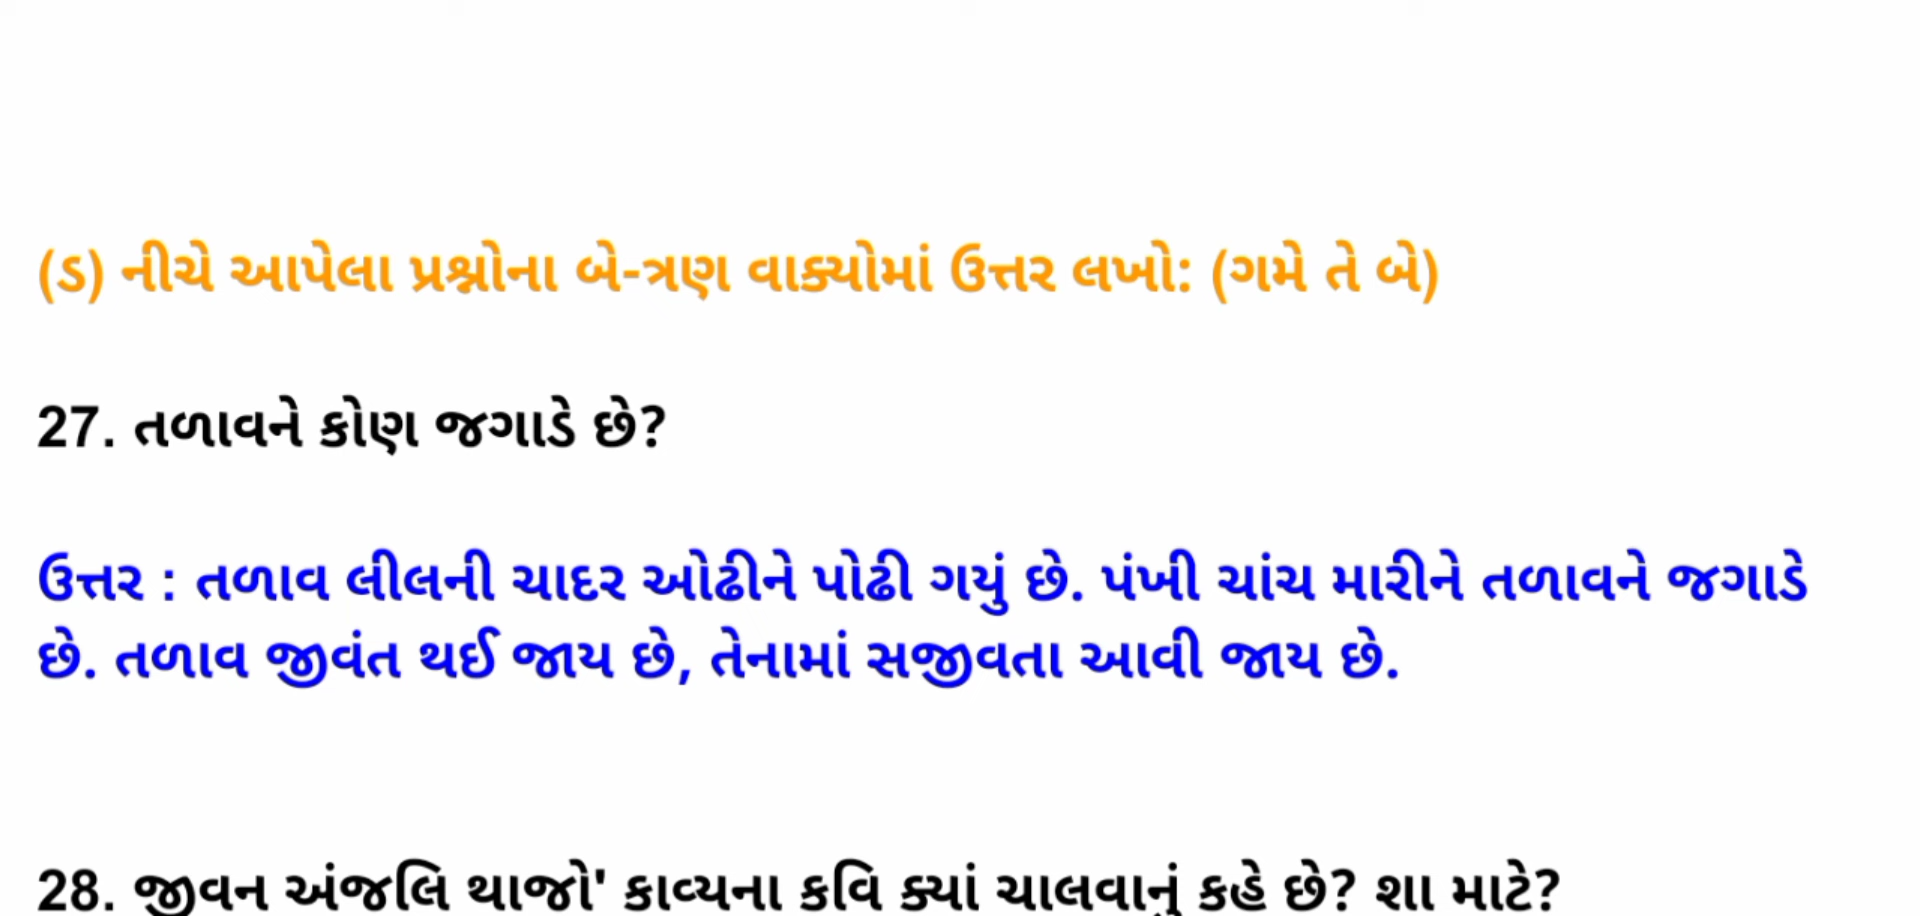 (ડ) નીચે આપેલા પ્રશ્નોના બે-ત્રણ વાક્યોમાં ઉત્તર લખો: (ગમે તે બે)
27. તળાવને કોણ જગાડે છે?
ઉત્તર : તળાવ લીલની ચાદર ઓઢીને પોઢી ગયું છે. પંખી ચાંચ મારીને તળાવને જગાડે
છે. તળાવ જીવંત થઈ જાય છે, તેનામાં સજીવતા આવી જાય છે.
28. જીવન અંજલિ થાજો' કાવ્યના કવિ ક્યાં ચાલવાનું કહે છે? શા માટે?